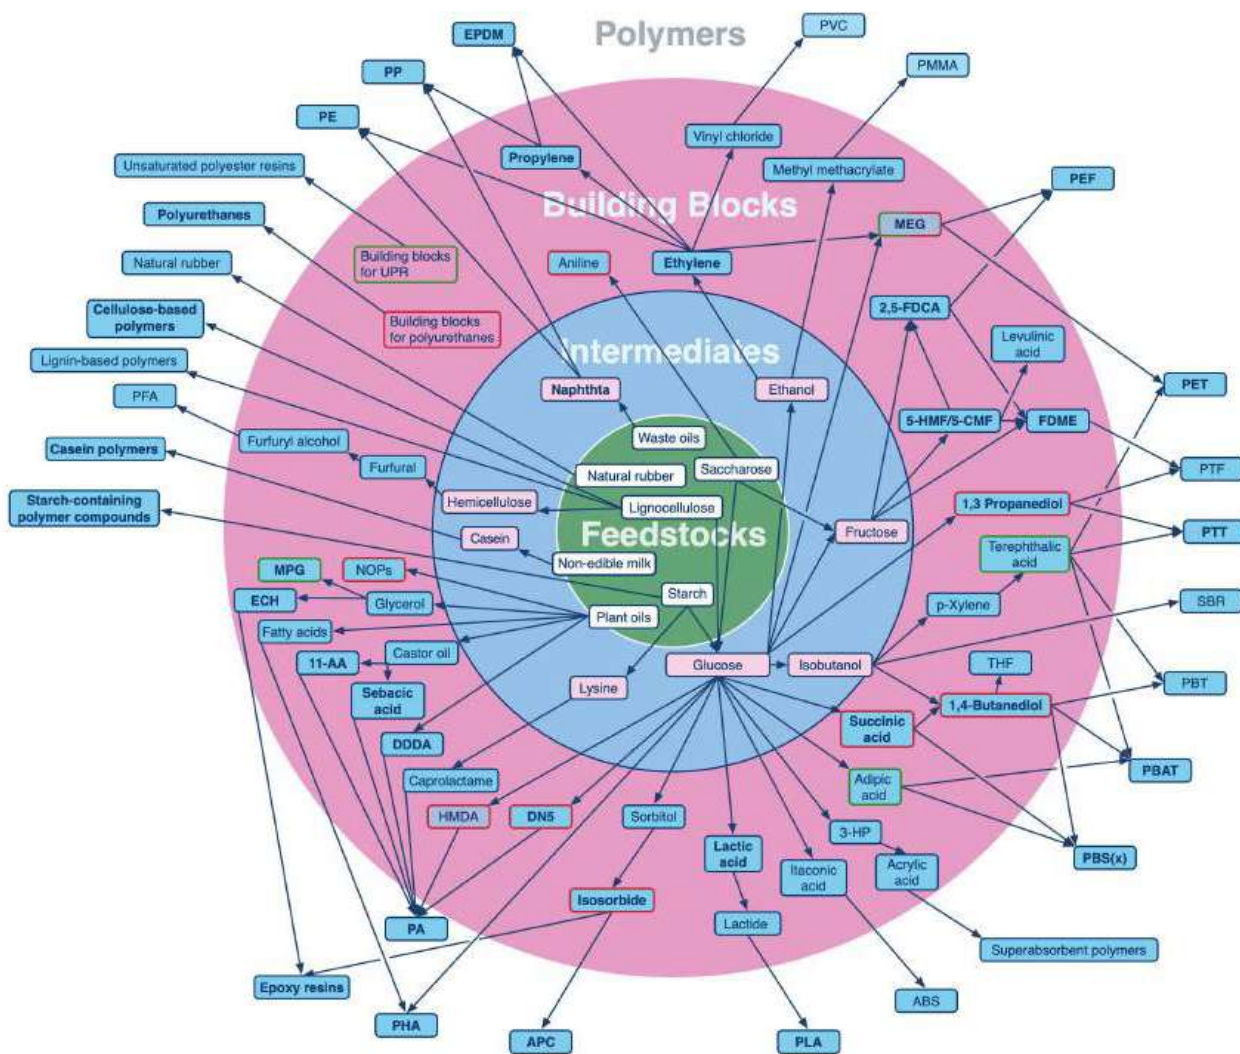 Polymers
EPDM
PVC
PP
PMMA
PE
Vinyl chloride
Propylene
Unsaturated polyester resins
Methyl methacrylate
PEF
Building Blocks
Polyurethanes
MEG
Building blocks
for UPR
Natural rubber
Aniline
Ethylene
2,5-FDCA
Cellulose-based
polymers
Building blocks
for polyurethanes
Levulinic
acid
Intermediates
Lignin-based polymers
Naphthta
Ethanol
PET
PFA
5-HMF/5-CMF
FDME
Waste oils
Furfuryl alcohol
Casein polymers
Furfural
Natural rubber
Saccharose
PTF
Starch-containing
polymer compounds
Hemicellulose
Lignocellulose
1,3 Propanediol
Feedstocks
Fructose
PTT
Casein
Terephthalic
acid
Non-edible milk
MPG
NOPs
Starch
ECH
Glycerol
p-Xylene
SBR
Plant oils
Fatty acids
Castor oil
11-AA
Glucose
Isobutanol
THF
PBT
Lysine
Sebacic
acid
1,4-Butanediol
Succinic
acid
DDDA
PBAT
Caprolactame
Adipic
acid
HMDA
DN5
Sorbitol
3-HP
Lactic
acid
PBS(x)
Itaconic
acid
Acrylic
acid
Isosorbide
PA
Lactide
Superabsorbent polymers
Epoxy resins
ABS
PHA
APC
PLA